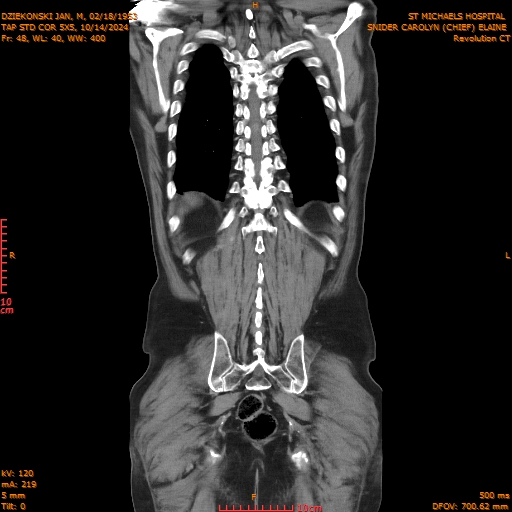 H
DZIEKONSKI JAN, M, 02/18/1953
TAP STD COR 5X5, 10/14/2024
Fr: 48, WL: 40, WW: 400
ST MICHAELS HOSPITAL
SNIDER CAROLYN (CHIEF) ELAINE
Revolution CT
R
L
10
cm
kV: 120
mA: 219
5 mm
Tilt: 0
F
10cm
500 ms
DFOV: 700.62 mm